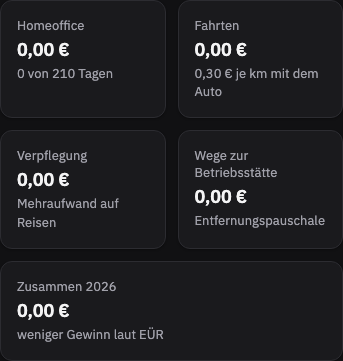 Homeoffice
0,00 €
0 von 210 Tagen
Fahrten
0,00 €
0,30 € je km mit dem
Auto
Verpflegung
0,00 €
Mehraufwand auf
Reisen
Wege zur
Betriebsstätte
0,00 €
Entfernungspauschale
Zusammen 2026
0,00 €
weniger Gewinn laut EÜR